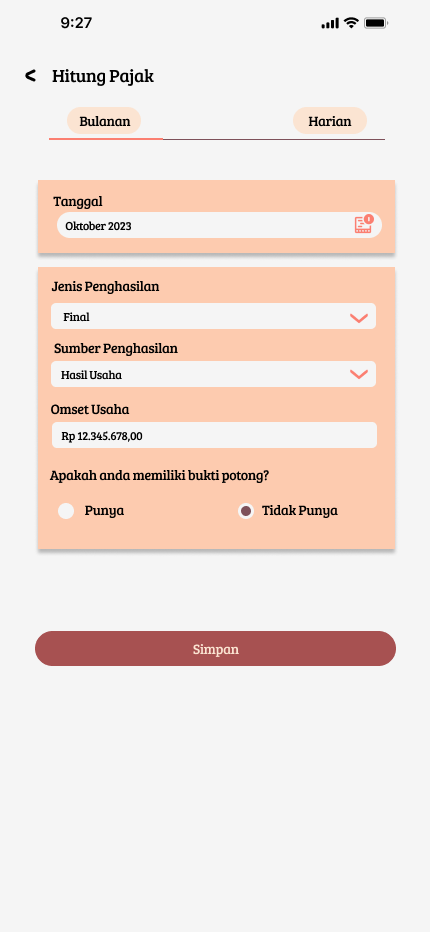 9:27
< Hitung Pajak
Bulanan
Harian
Tanggal
Oktober 2023
Jenis Penghasilan
Final
Sumber Penghasilan
Hasil Usaha
Omset Usaha
Rp 12.345.678,00
Apakah anda memiliki bukti potong?
Punya
Tidak Punya
Simpan